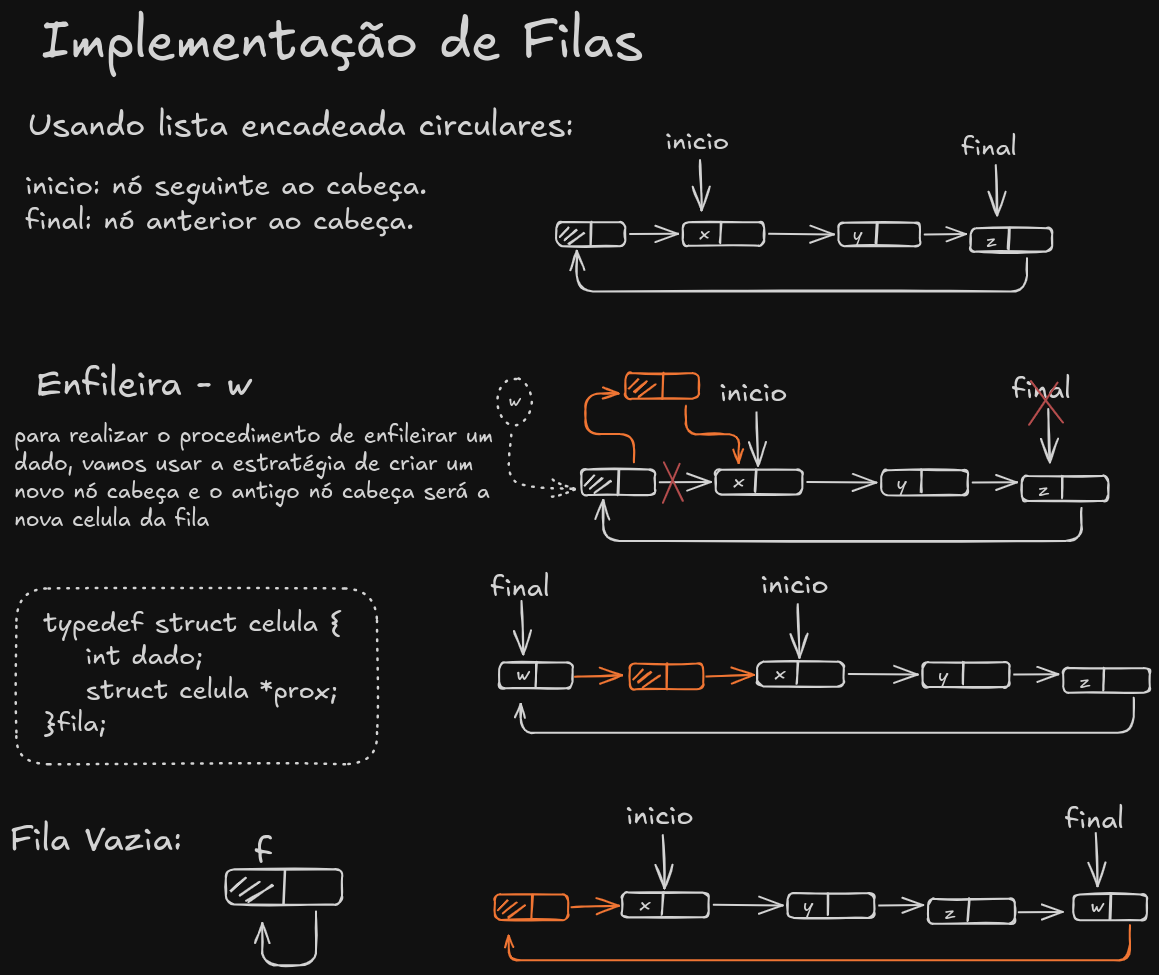 Implementação de Filas
Usando lista encadeada circulares:
inicio: nó seguinte ao cabeça.
final: nó anterior ao cabeça.
inicio
final
x
y
z
Enfileira - w
para realizar o procedimento de enfileirar um
dado, vamos usar a estratégia de criar um
novo nó cabeça e o antigo nó cabeça será a
nova celula da fila
w
inicio
final
x
y
z
typedef struct celula {
int dado;
struct celula *prox;
}fila;
final
inicio
w
x
y
z
Fila Vazia:
f
inicio
final
x
y
z
w